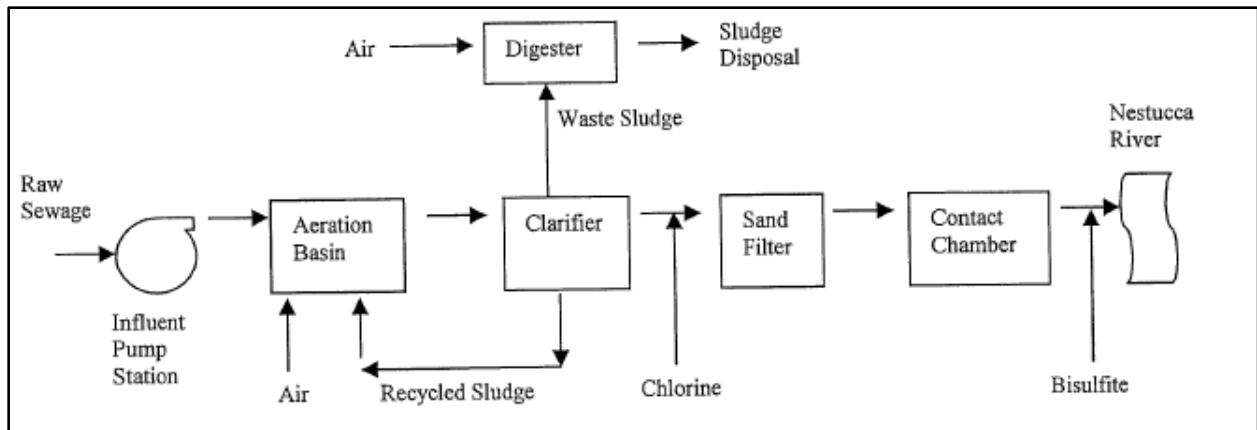 Air
Digester
Sludge
Disposal
Waste Sludge
Nestucca
River
Raw
Sewage
Aeration
Basin
Clarifier
Sand
Filter
Contact
Chamber
Influent
Pump
Station
Air
Recycled Sludge
Chlorine
Bisulfite